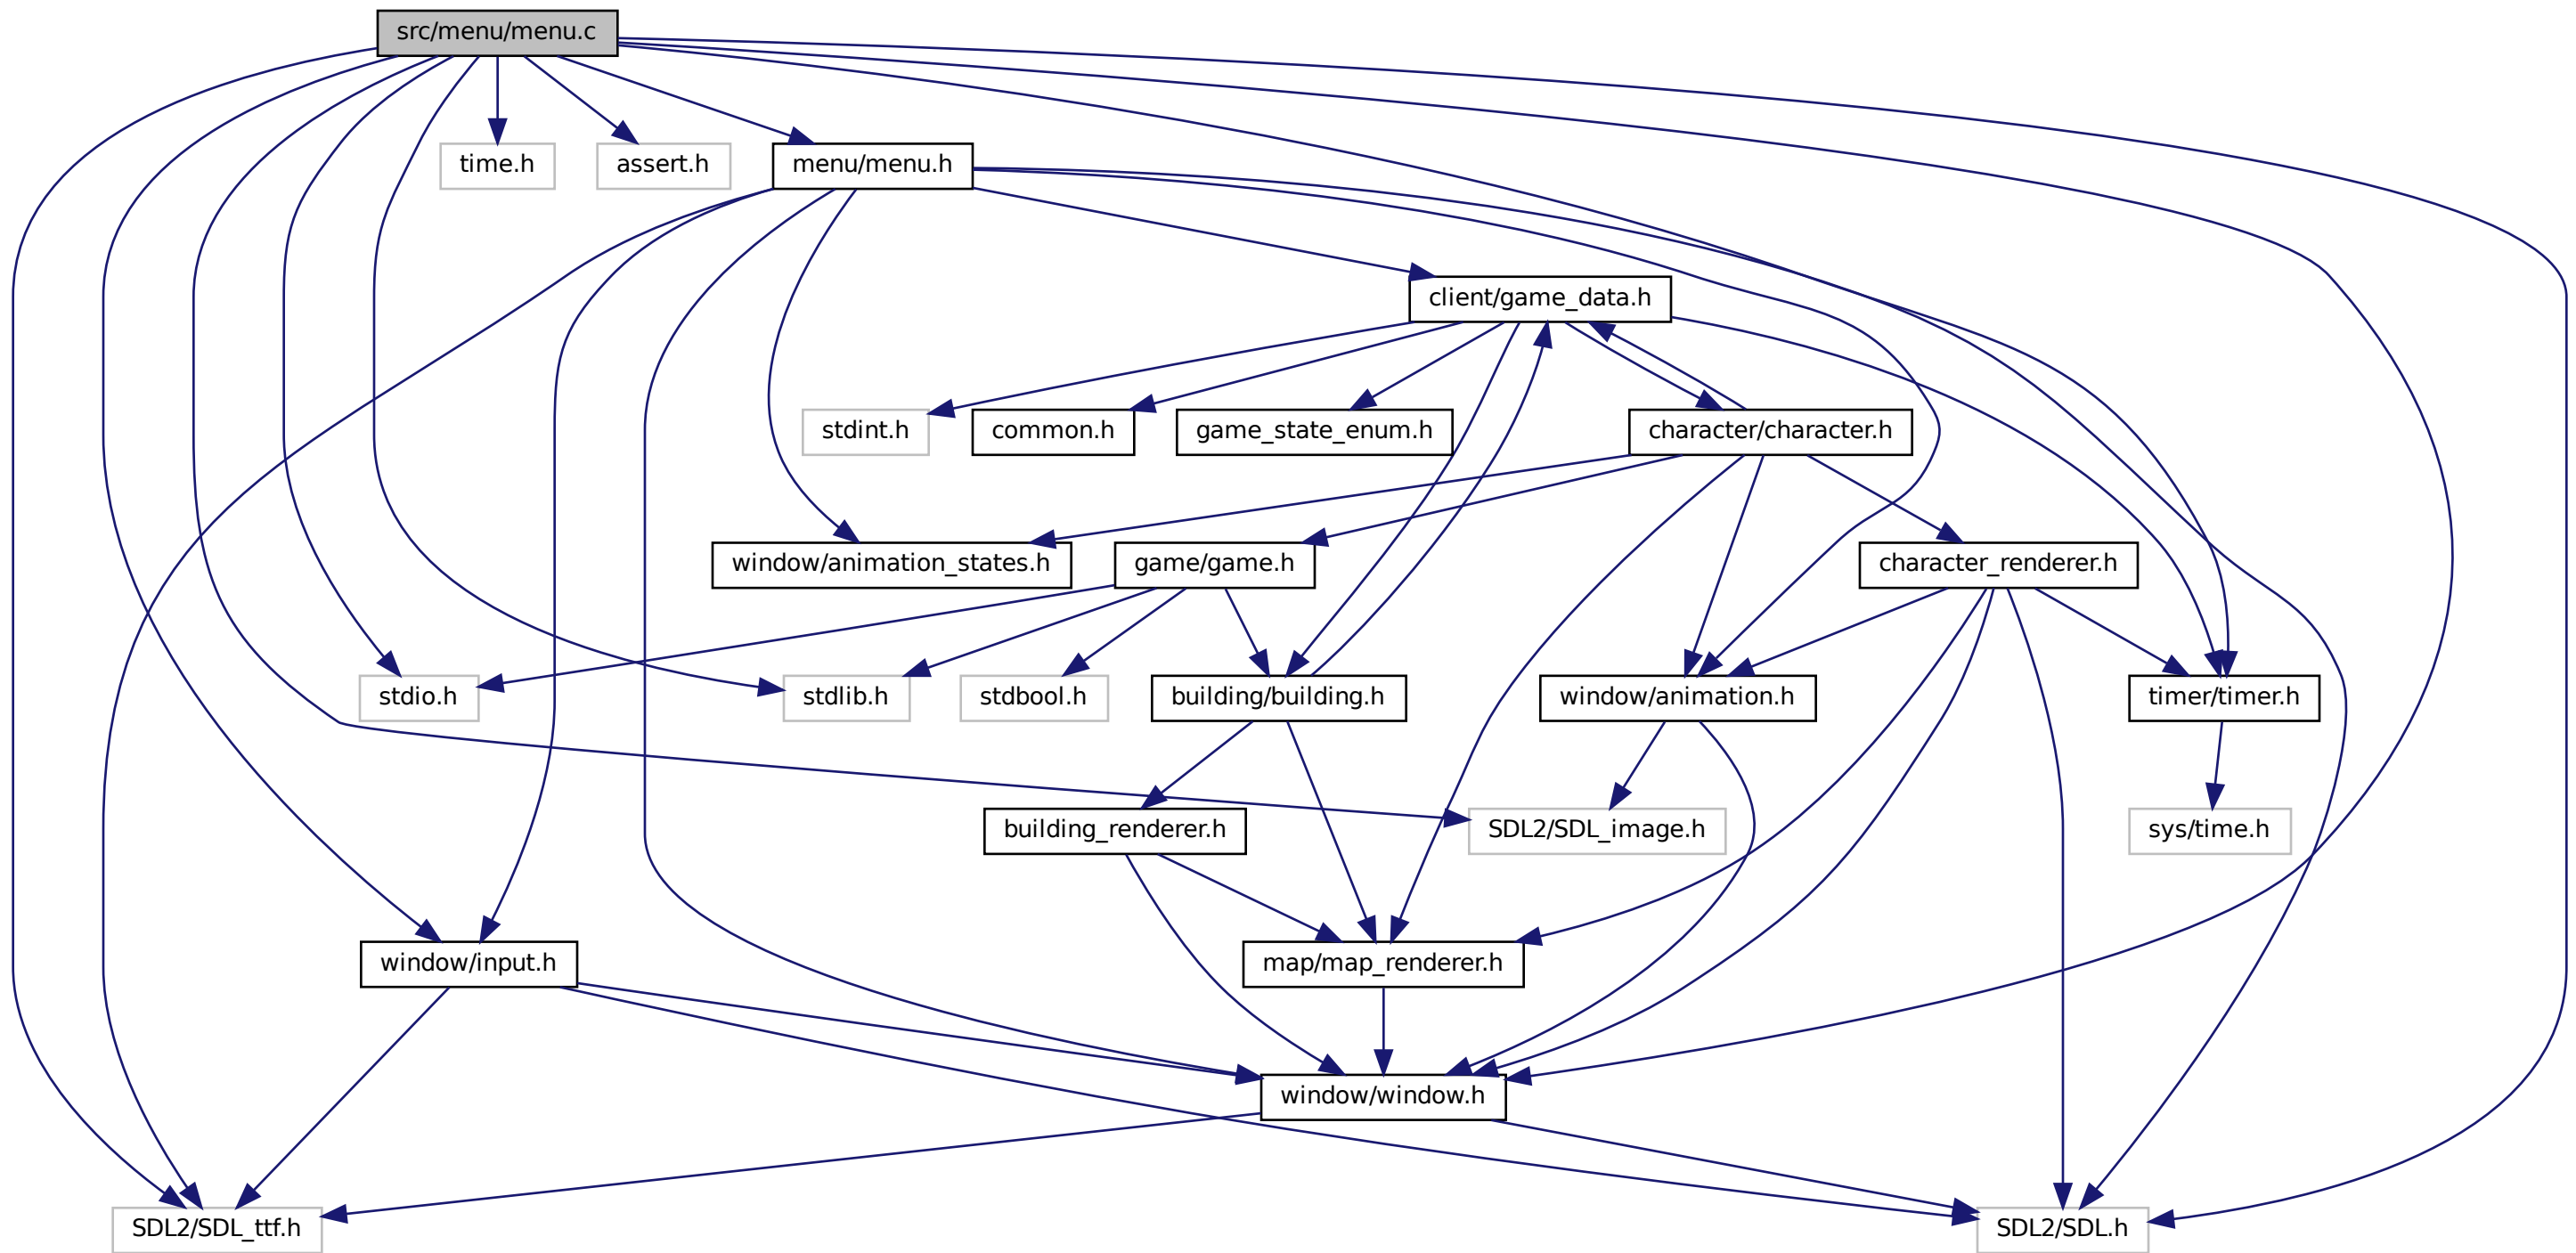 src/menu/menu.c
time.h
assert.h
menu/menu.h
client/game_data.h
stdint.h
common.h
game_state_enum.h
character/character.h
window/animation_states.h
game/game.h
character_renderer.h
stdio.h
stdlib.h
stdbool.h
building/building.h
window/animation.h
timer/timer.h
building_renderer.h
SDL2/SDL_image.h
sys/time.h
window/input.h
map/map_renderer.h
window/window.h
SDL2/SDL_ttf.h
SDL2/SDL.h